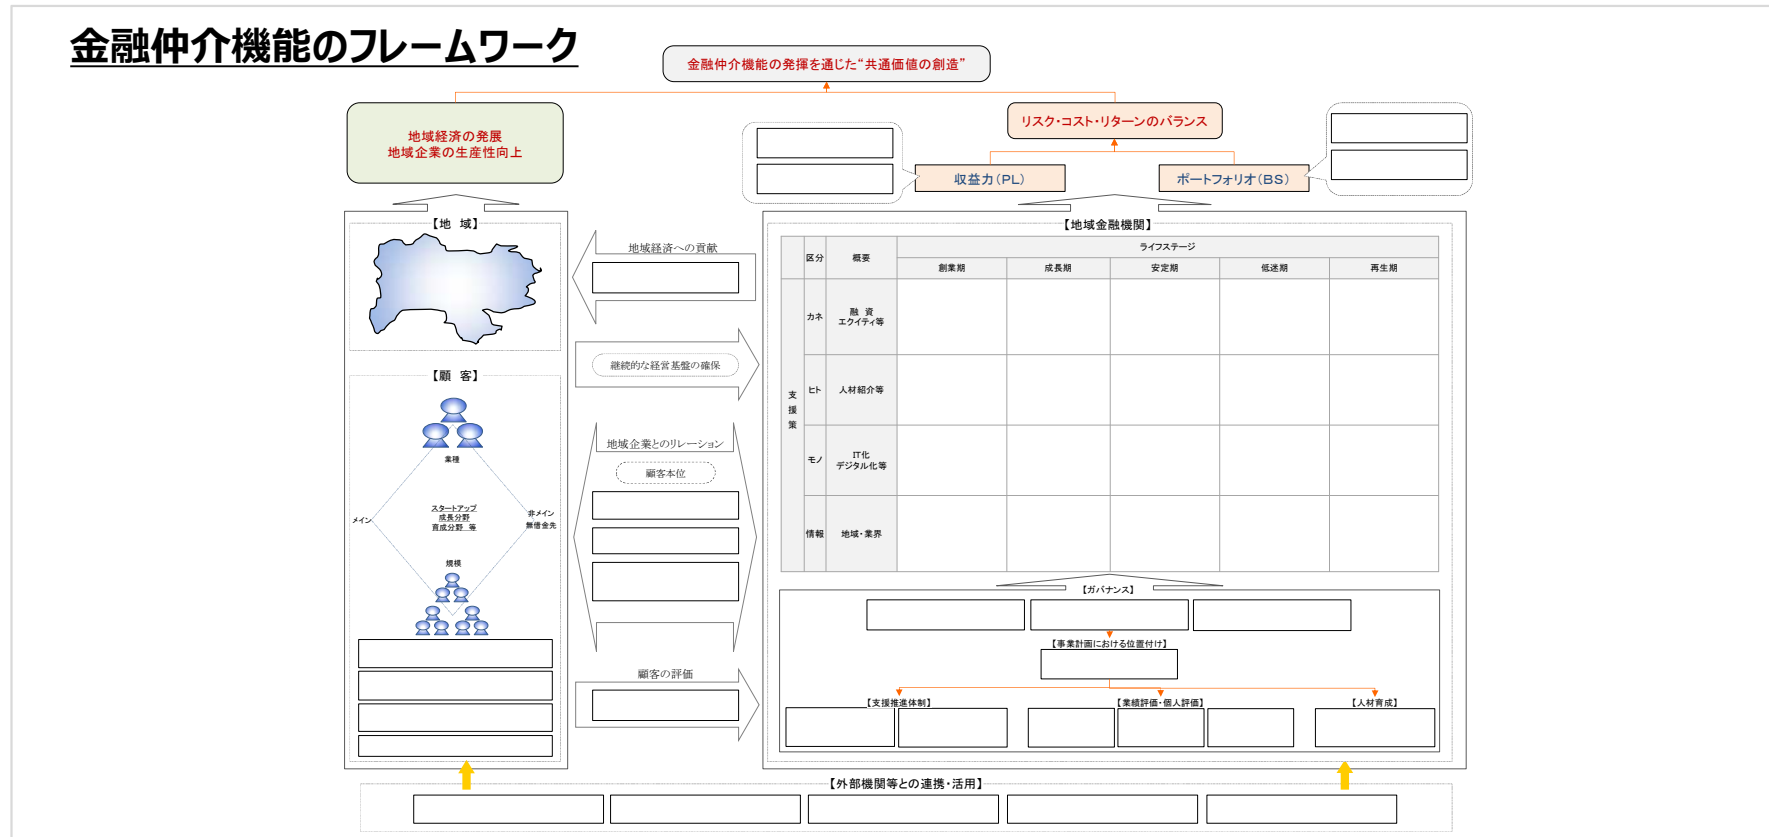 金融仲介機能のフレームワーク
金融仲介機能の発揮を通じた“共通価値の創造”
地域経済の発展
地域企業の生産性向上
リスク・コスト・リターンのバランス
収益力（PL）
ポートフォリオ（BS）
【地　域】
【顧　客】
業種
メイン
スタートアップ
成長分野
育成分野　等
非メイン
無借金先
規模
地域経済への貢献
継続的な経営基盤の確保
地域企業とのリレーション
顧客本位
顧客の評価
【地域金融機関】
区分
概要
ライフステージ
創業期
成長期
安定期
低迷期
再生期
支
援
策
カネ
融　資
エクイティ等
ヒト
人材紹介等
モノ
IT化
デジタル化等
情報
地域・業界
【ガバナンス】
【事業計画における位置付け】
【支援推進体制】
【業績評価・個人評価】
【人材育成】
【外部機関等との連携・活用】